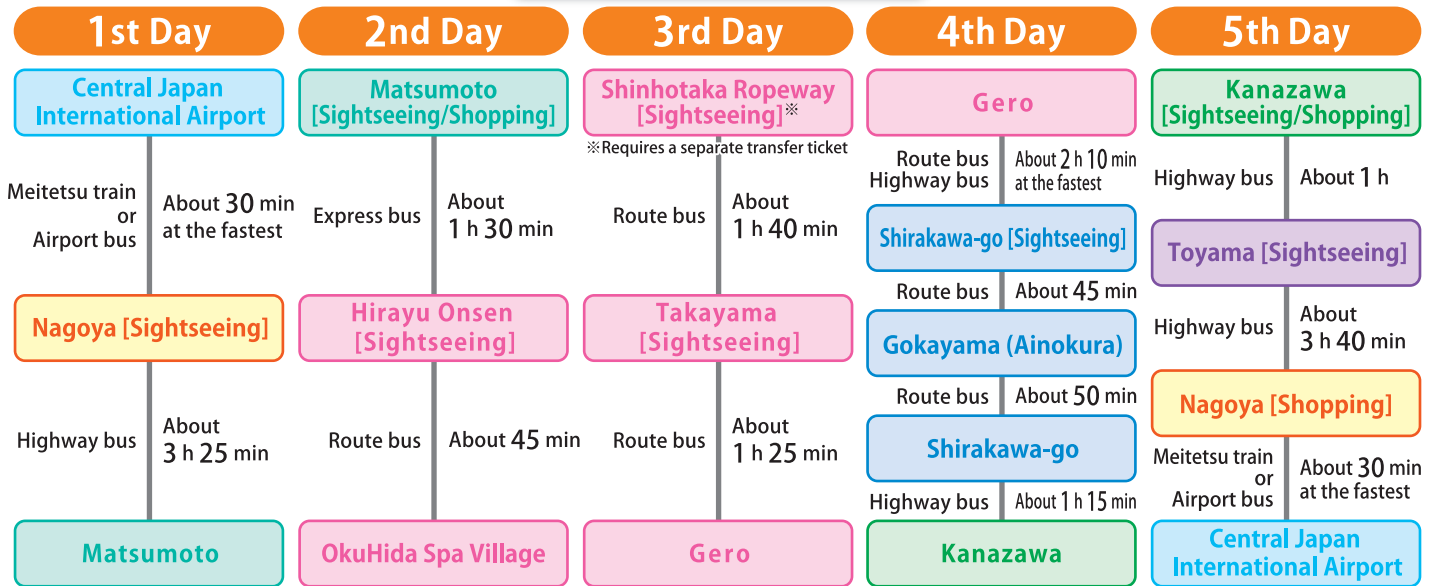 1st Day
Central Japan
International Airport
Meitetsu train
or
Airport bus
About 30 min
at the fastest
Nagoya [Sightseeing]
Highway bus
About
3 h 25 min
Matsumoto
2nd Day
Matsumoto
[Sightseeing/Shopping]
Express bus
About
1 h 30 min
Hirayu Onsen
[Sightseeing]
Route bus
About 45 min
OkuHida Spa Village
3rd Day
Shinhotaka Ropeway
[Sightseeing]※
※Requires a separate transfer ticket
Route bus
About
1 h 40 min
Takayama
[Sightseeing]
Route bus
About
1 h 25 min
Gero
4th Day
Gero
Route bus
Highway bus
About 2 h 10 min
at the fastest
Shirakawa-go [Sightseeing]
Route bus
About 45 min
Gokayama (Ainokura)
Route bus
About 50 min
Shirakawa-go
Highway bus
About 1 h 15 min
Kanazawa
5th Day
Kanazawa
[Sightseeing/Shopping]
Highway bus
About 1 h
Toyama [Sightseeing]
Highway bus
About
3 h 40 min
Nagoya [Shopping]
Meitetsu train
or
Airport bus
About 30 min
at the fastest
Central Japan
International Airport